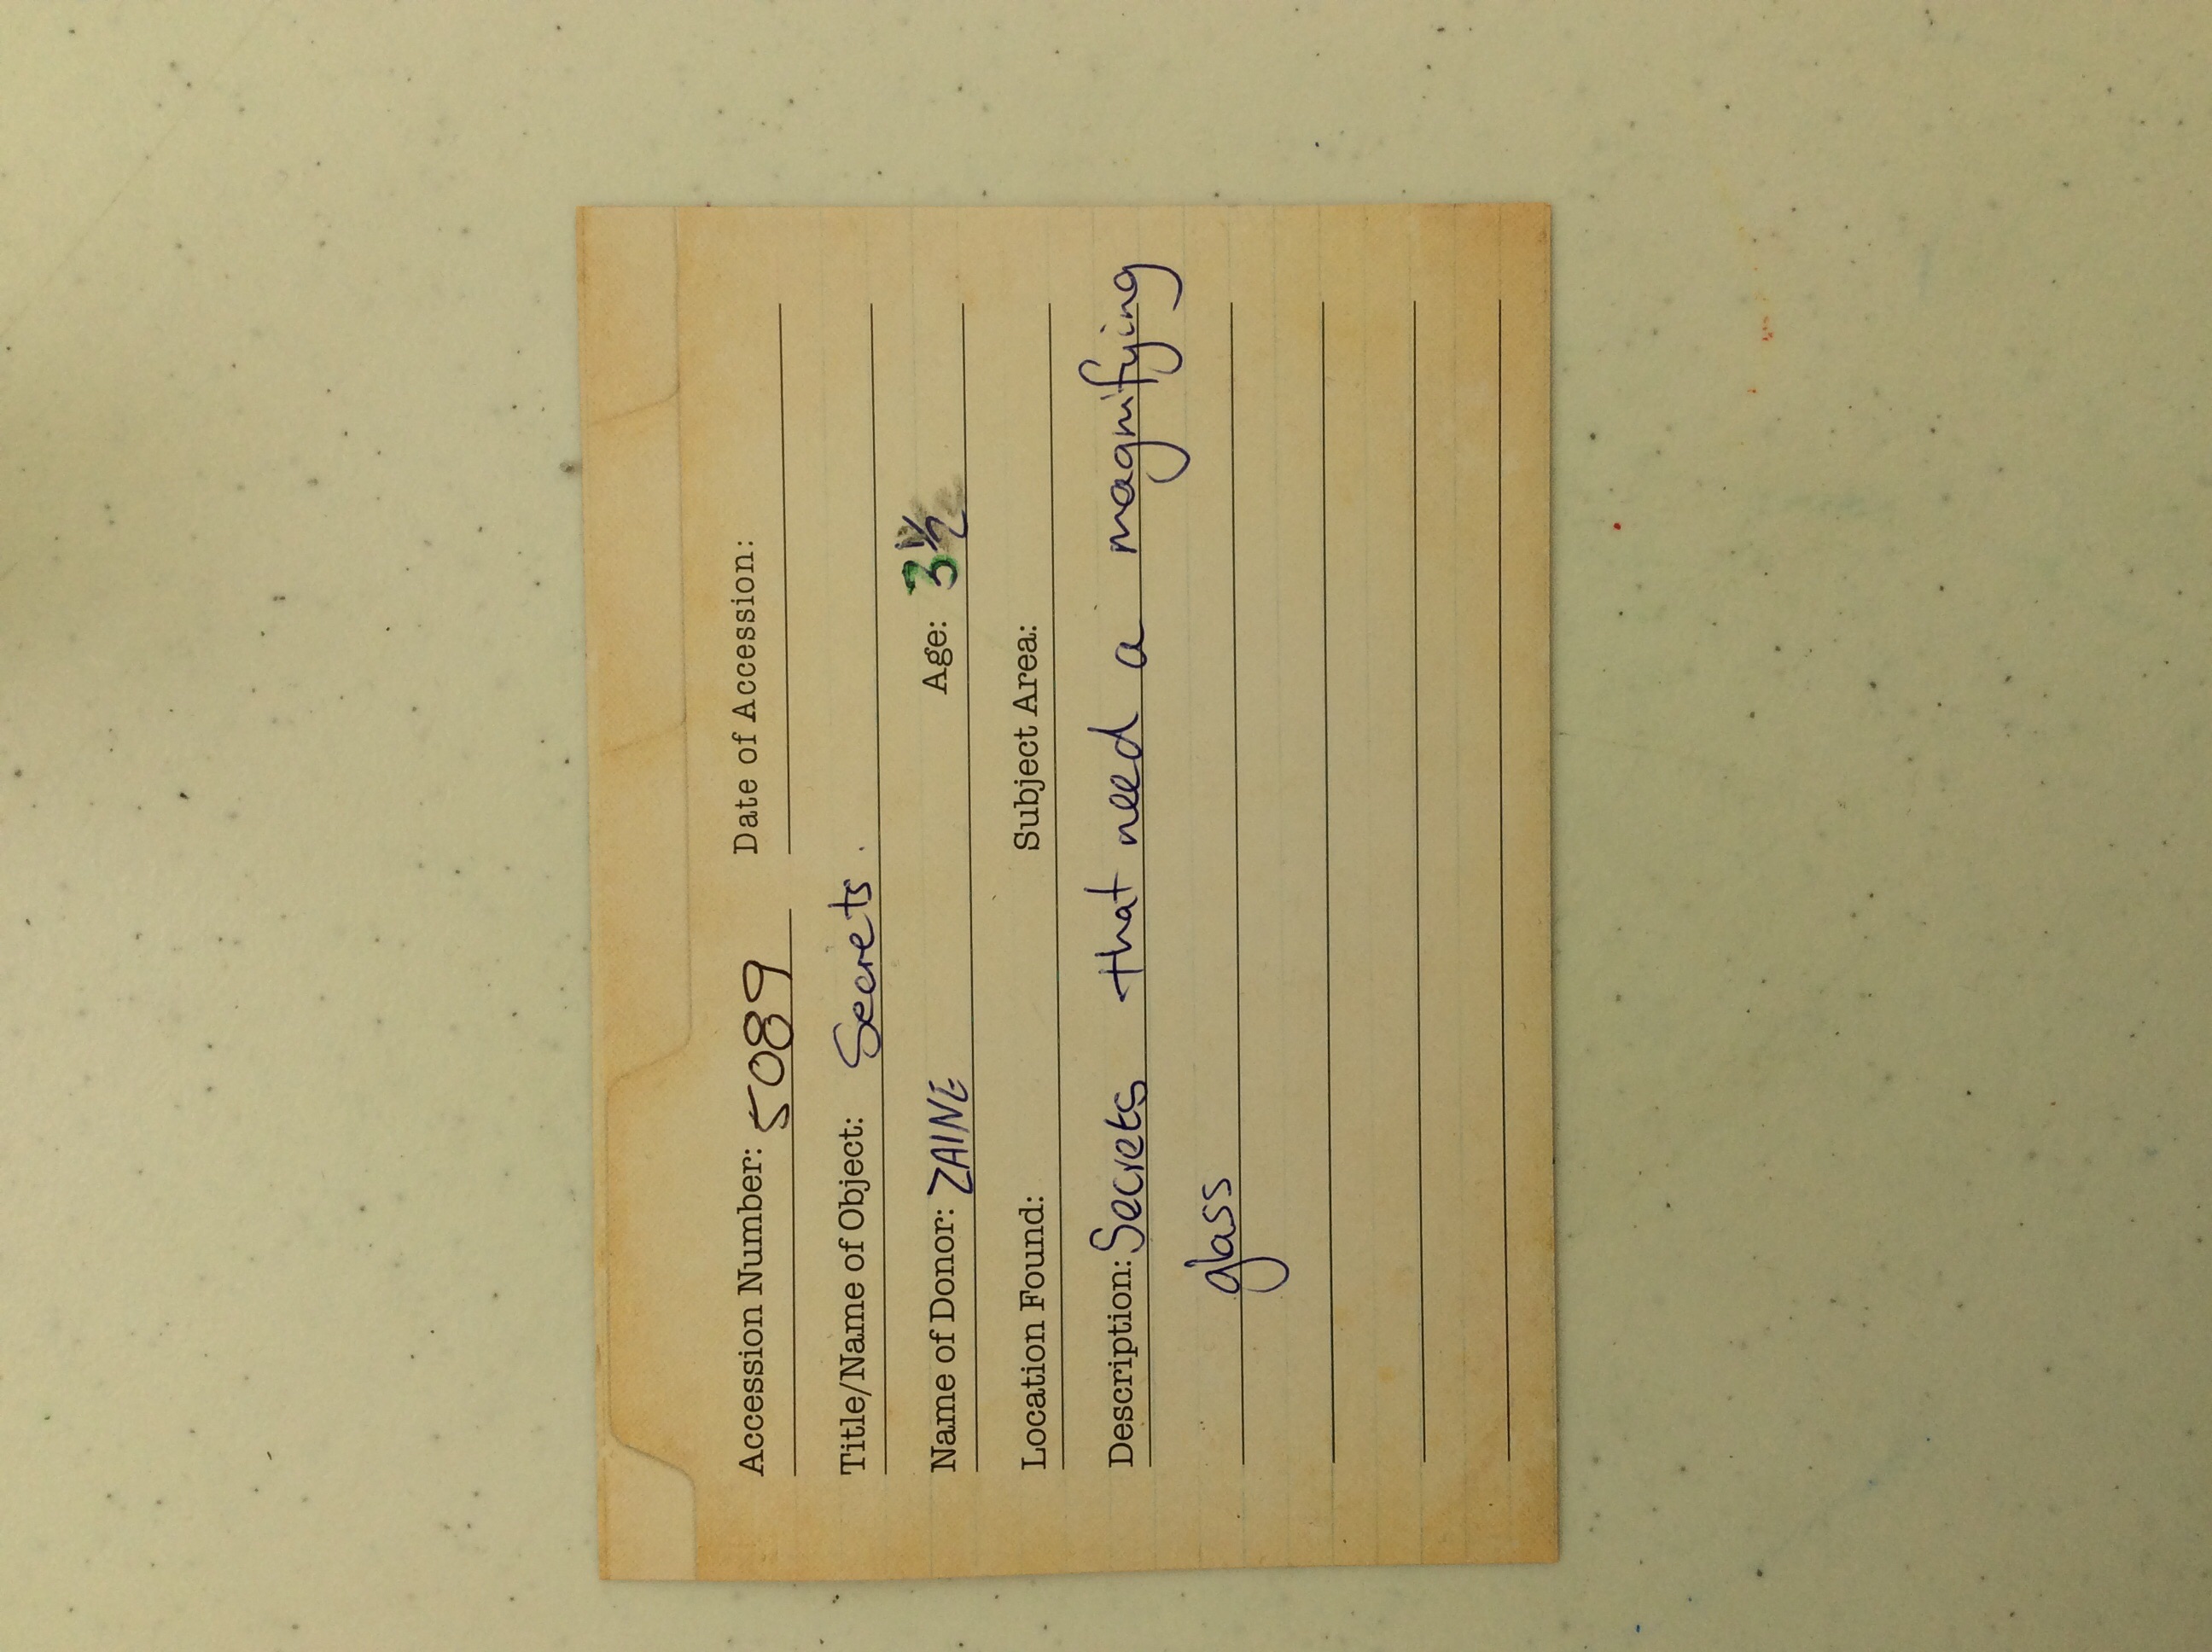 Accession Number: 5089 Date of Accession:
Title/Name of Object: Secrets.
Name of Donor: ZAINE Age: 3½
Location Found: Subject Area:
Description: Secrets that need a magnifying
glass